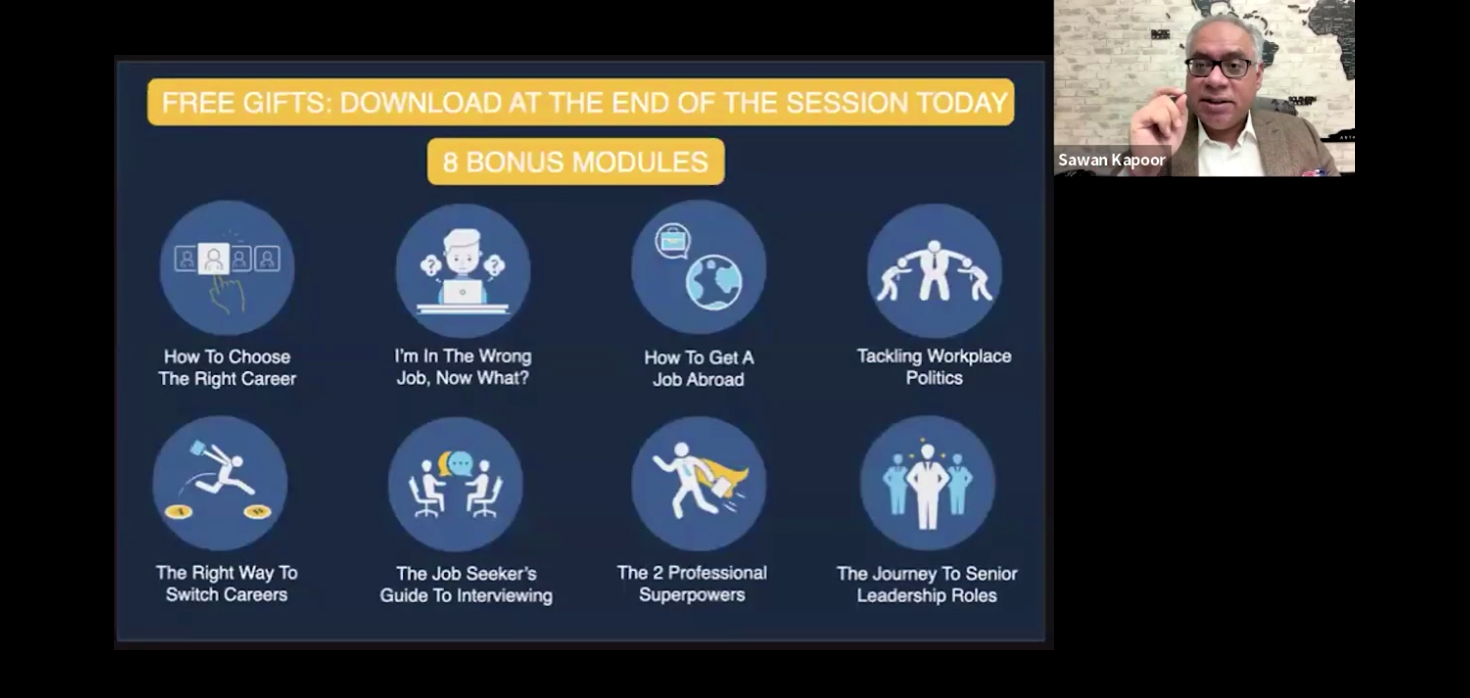 FREE GIFTS: DOWNLOAD AT THE END OF THE SESSION TODAY
8 BONUS MODULES
How To Choose
The Right Career
I'm In The Wrong
Job, Now What?
How To Get A
Job Abroad
Tackling Workplace
Politics
The Right Way To
Switch Careers
The Job Seeker's
Guide To Interviewing
The 2 Professional
Superpowers
The Journey To Senior
Leadership Roles
Sawan Kapoor